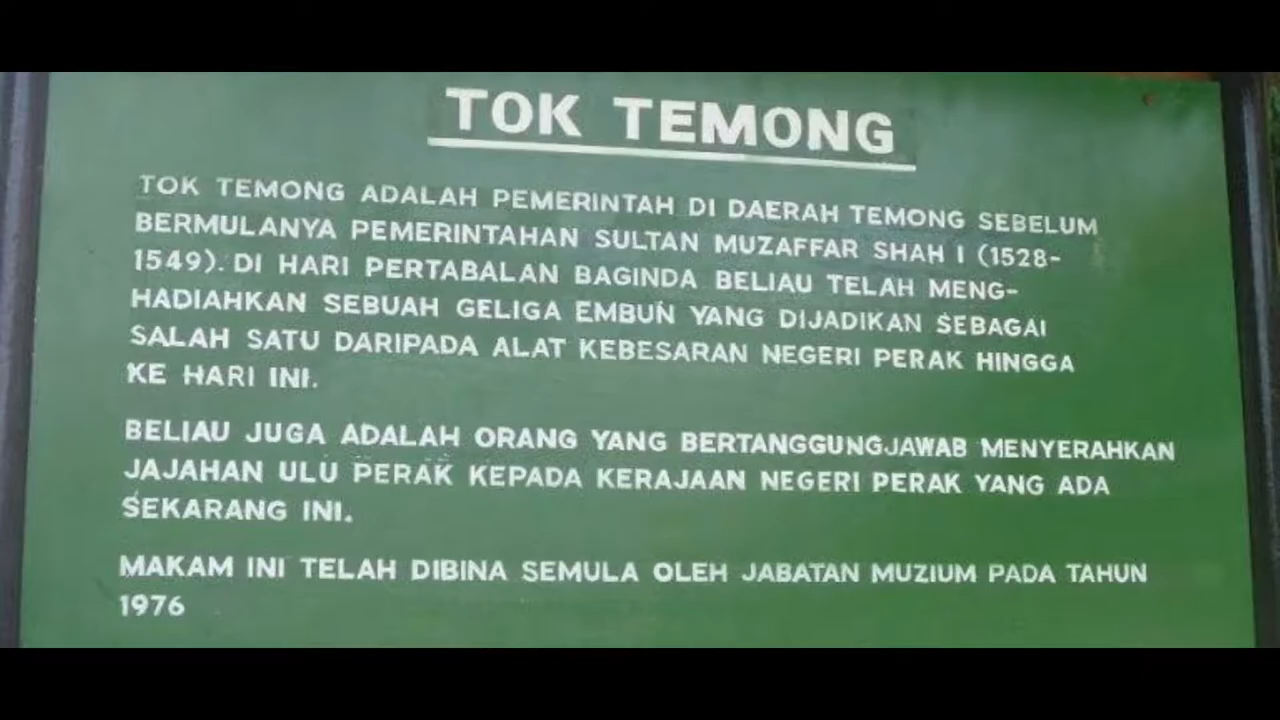 TOK TEMONG
TOK TEMONG ADALAH PEMERINTAH DI DAERAH TEMONG SEBELUM
BERMULANYA PEMERINTAHAN SULTAN MUZAFFAR SHAH I (1528-
1549). DI HARI PERTABALAN BAGINDA BELIAU TELAH MENG-
HADIAHKAN SEBUAH GELIGA EMBUN YANG DIJADIKAN SEBAGAI
SALAH SATU DARIPADA ALAT KEBESARAN NEGERI PERAK HINGGA
KE HARI INI.
BELIAU JUGA ADALAH ORANG YANG BERTANGGUNGJAWAB MENYERAHKAN
JAJAHAN ULU PERAK KEPADA KERAJAAN NEGERI PERAK YANG ADA
SEKARANG INI.
MAKAM INI TELAH DIBINA SEMULA OLEH JABATAN MUZIUM PADA TAHUN
1976